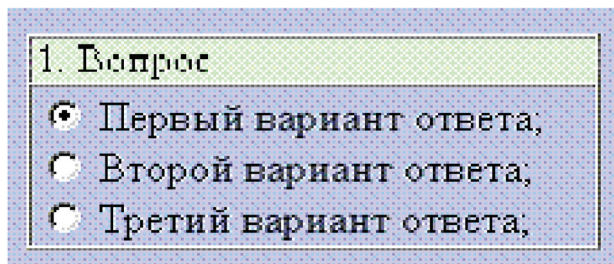 1. Вопрос
Первый вариант ответа;
Второй вариант ответа;
Третий вариант ответа;